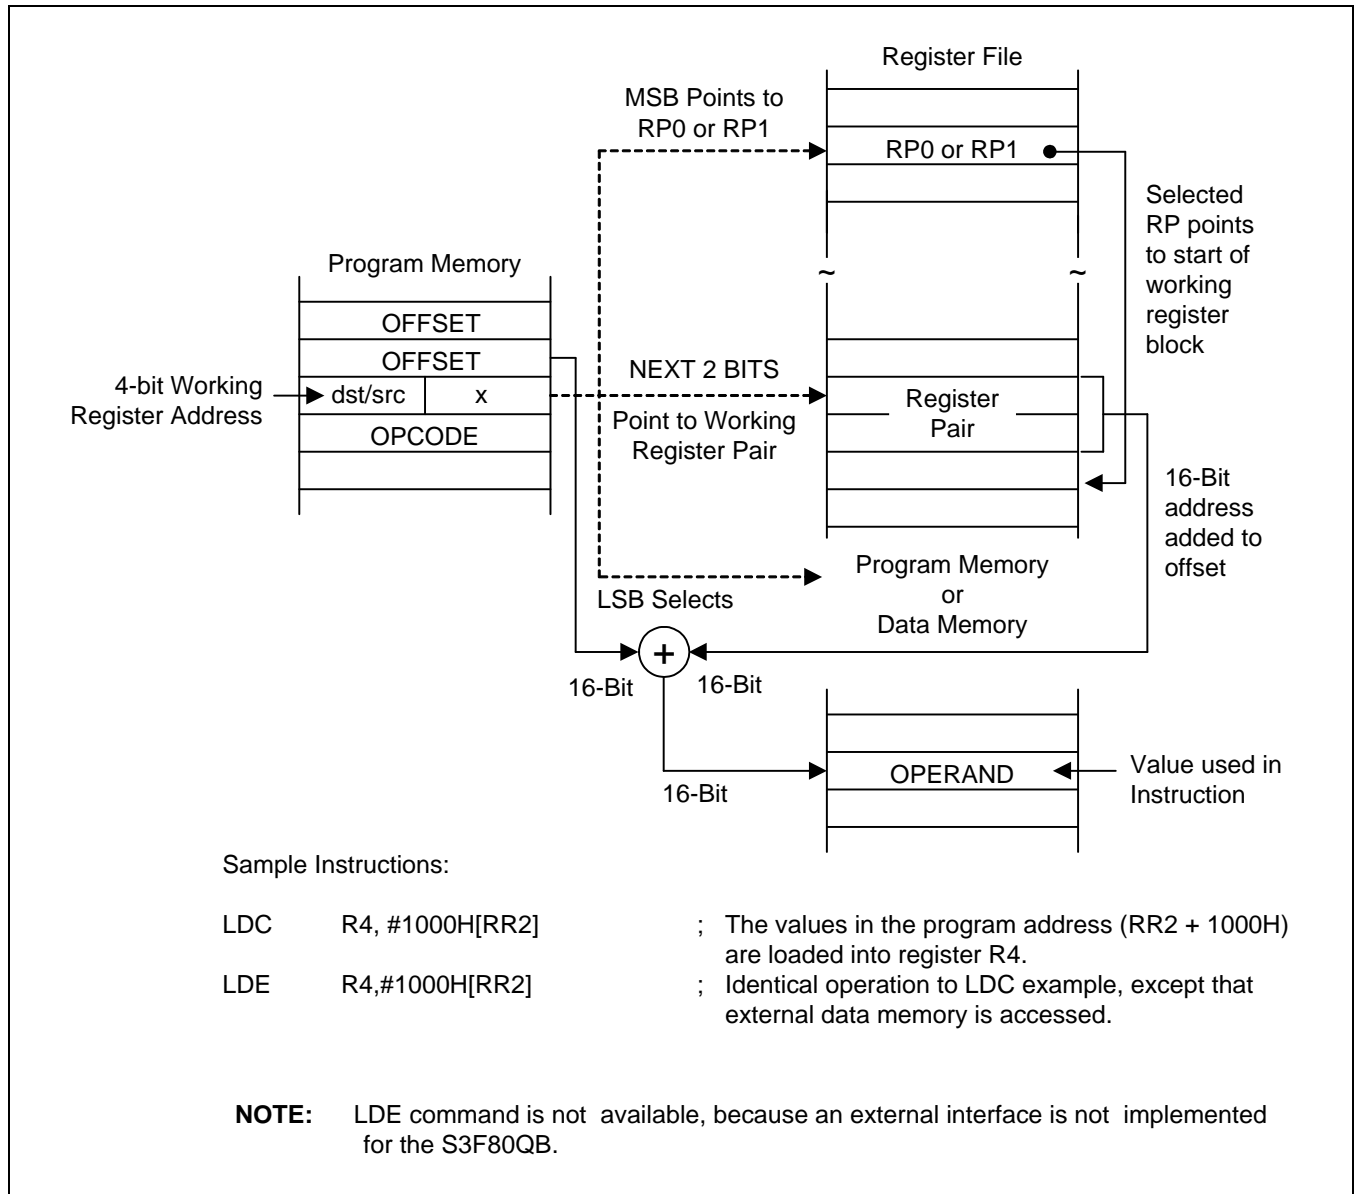 Register File
MSB Points to
RP0 or RP1
RP0 or RP1
Selected
RP points
to start of
working
register
block
~
~
Program Memory
OFFSET
OFFSET
4-bit Working
Register Address
dst/src
x
OPCODE
NEXT 2 BITS
Point to Working
Register Pair
Register
Pair
16-Bit
address
added to
offset
LSB Selects
Program Memory
or
Data Memory
+
16-Bit
16-Bit
16-Bit
OPERAND
Value used in
Instruction
Sample Instructions:
LDC R4, #1000H[RR2] ; The values in the program address (RR2 + 1000H)
are loaded into register R4.
LDE R4,#1000H[RR2] ; Identical operation to LDC example, except that
external data memory is accessed.
NOTE: LDE command is not available, because an external interface is not implemented
for the S3F80QB.